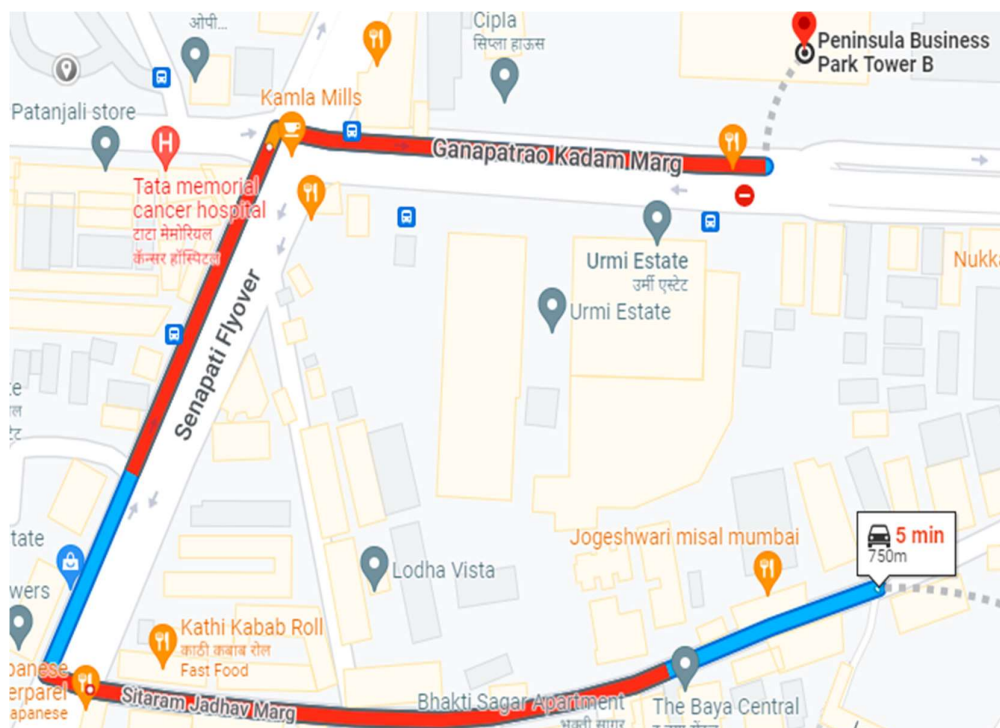 ओपी...
Cipla
सिप्ला हाऊस
Peninsula Business
Park Tower B
Kamla Mills
Patanjali store
H
Ganapatrao Kadam Marg
Tata memorial
cancer hospital
टाटा मेमोरियल
कॅन्सर हॉस्पिटल
Urmi Estate
उर्मी एस्टेट
Nukka
Urmi Estate
Senapati Flyover
5 min
750m
Jogeshwari misal mumbai
tate
Lodha Vista
wers
Kathi Kabab Roll
काठी कबाब रोल
Fast Food
panese
erparel
apanese
Sitaram Jadhav Marg
Bhakti Sagar Apartment
भक्ती सागर
The Baya Central